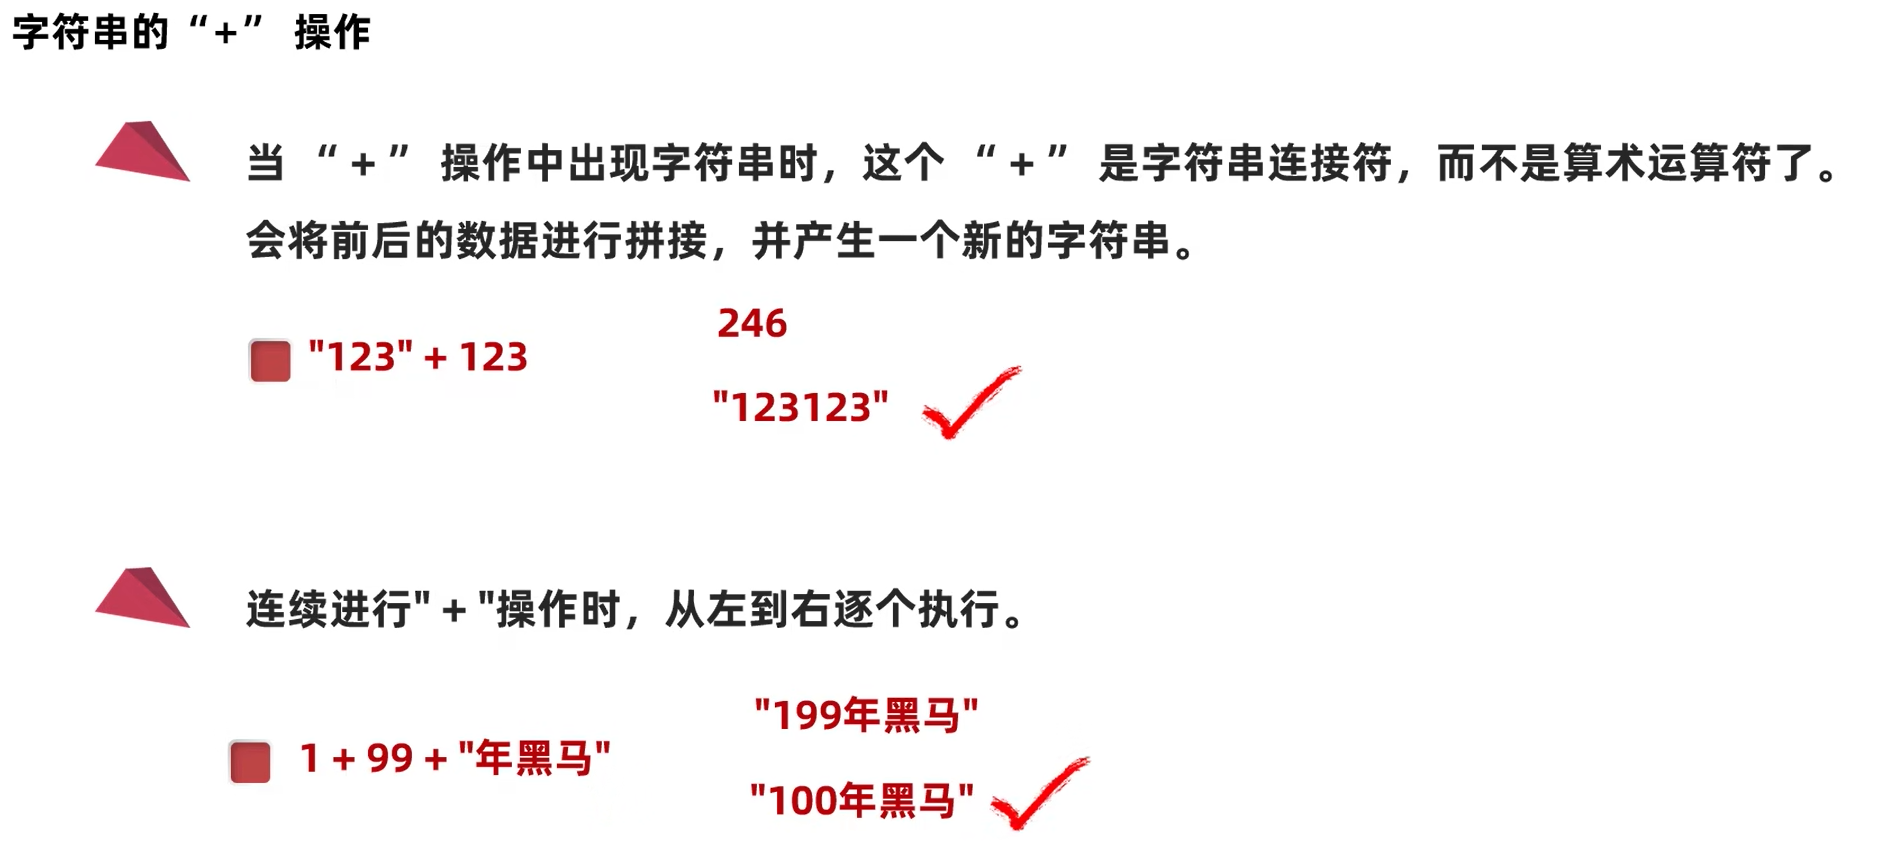 字符串的“+” 操作
当 “+” 操作中出现字符串时，这个 “+” 是字符串连接符，而不是算术运算符了。
会将前后的数据进行拼接，并产生一个新的字符串。
"123" + 123
246
"123123"
连续进行" + "操作时，从左到右逐个执行。
1 + 99 + "年黑马"
"199年黑马"
"100年黑马"